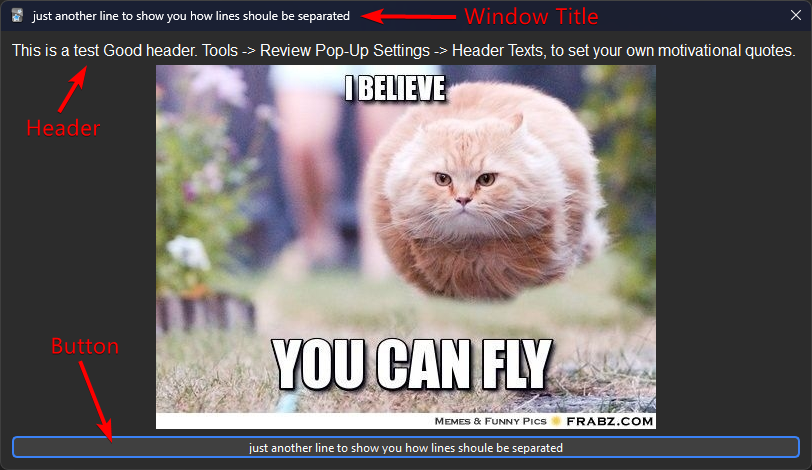 just another line to show you how lines shoule be separated
Window Title
This is a test Good header. Tools -> Review Pop-Up Settings -> Header Texts, to set your own motivational quotes.
Header
I BELIEVE
YOU CAN FLY
Button
MEMES & FUNNY PICS FRABZ.COM
just another line to show you how lines shoule be separated